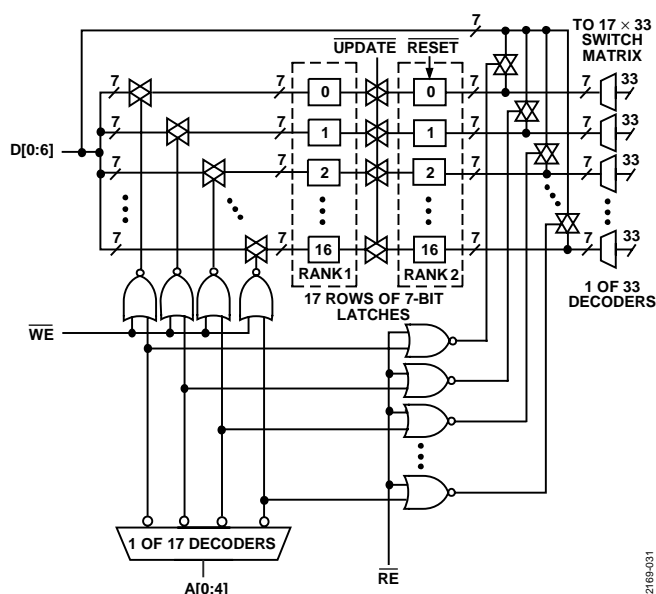 7
TO 17 × 33
SWITCH
MATRIX
UPDATE
RESET
7
7
0
0
7
7
33
7
7
1
1
7
7
33
D[0:6]
7
7
2
2
7
7
33
7
7
16
16
7
7
33
RANK 1
RANK 2
17 ROWS OF 7-BIT
LATCHES
1 OF 33
DECODERS
WE
1 OF 17 DECODERS
A[0:4]
RE
2169-031